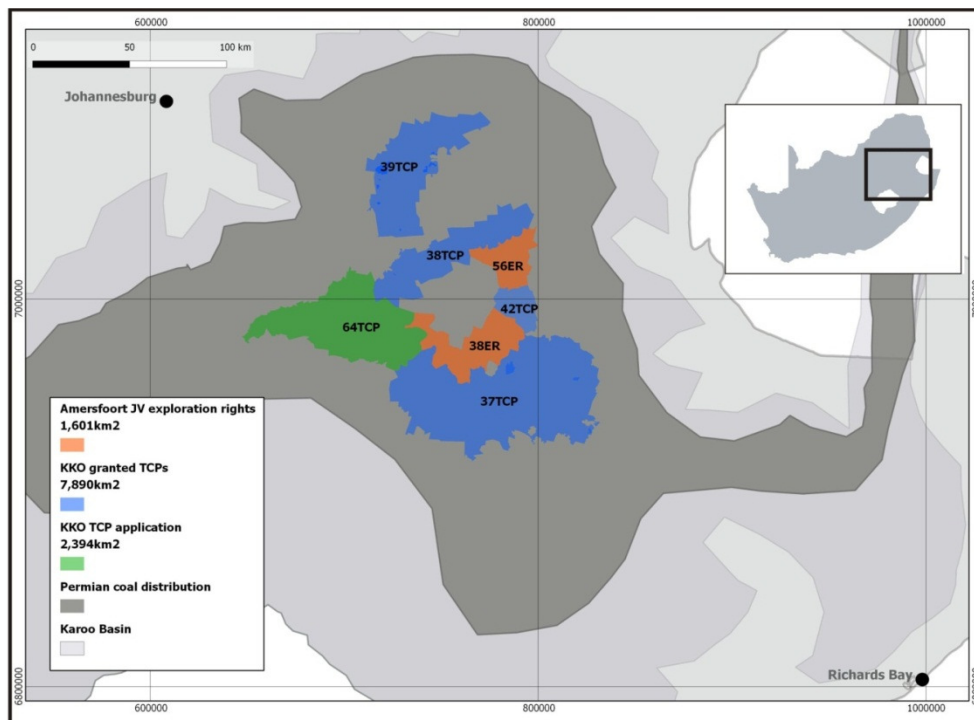 600000
800000
1000000
0
50
100 km
Johannesburg
39TCP
38TCP
56ER
7000000
42TCP
7000000
64TCP
38ER
37TCP
Amersfoort JV exploration rights
1,601km2
KKO granted TCPs
7,890km2
KKO TCP application
2,394km2
Permian coal distribution
Karoo Basin
Richards Bay
6800000
600000
800000
1000000